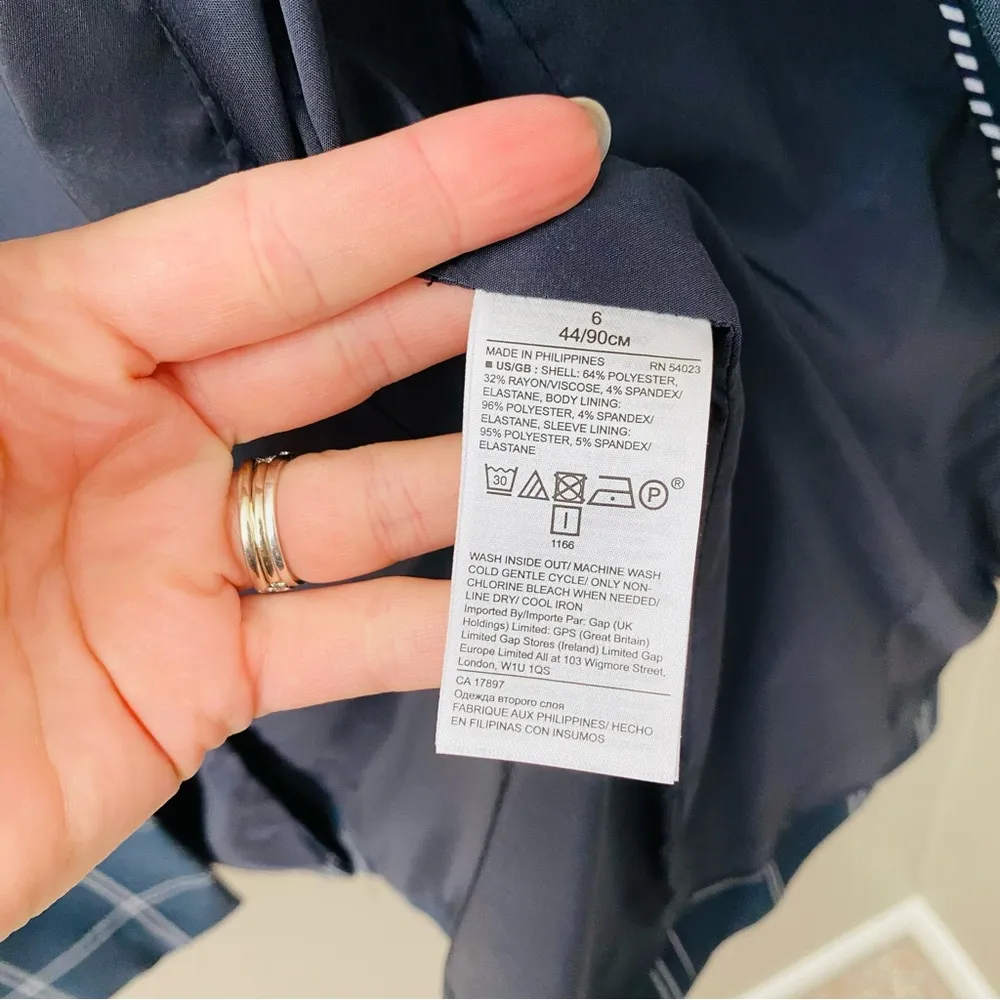 6
44/90см
MADE IN PHILIPPINES RN 54023
■ US/GB : SHELL: 64% POLYESTER,
32% RAYON/VISCOSE, 4% SPANDEX/
ELASTANE, BODY LINING:
96% POLYESTER, 4% SPANDEX/
ELASTANE, SLEEVE LINING:
95% POLYESTER, 5% SPANDEX/
ELASTANE
30 P ®
1166
WASH INSIDE OUT/ MACHINE WASH
COLD GENTLE CYCLE/ ONLY NON-
CHLORINE BLEACH WHEN NEEDED/
LINE DRY/ COOL IRON
Imported By/Importe Par: Gap (UK
Holdings) Limited: GPS (Great Britain)
Limited Gap Stores (Ireland) Limited Gap
Europe Limited All at 103 Wigmore Street,
London, W1U 1QS
CA 17897
Одежда второго слоя
FABRIQUE AUX PHILIPPINES/ HECHO
EN FILIPINAS CON INSUMOS